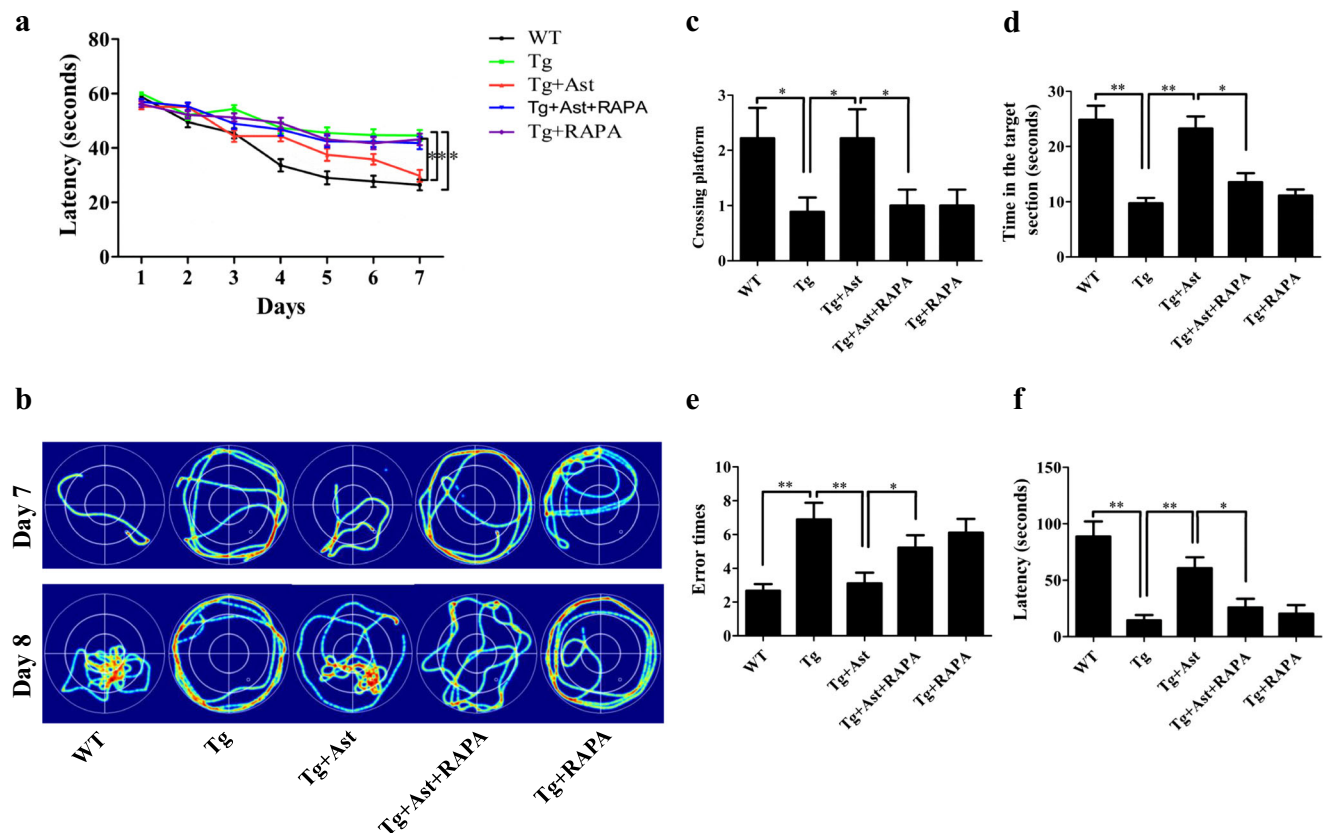 a
80
60
40
20
0
Latency (seconds)
1 2 3 4 5 6 7
Days
WT
Tg
Tg+Ast
Tg+Ast+RAPA
Tg+RAPA
***
b
Day 7
Day 8
WT
Tg
Tg+Ast
Tg+Ast+RAPA
Tg+RAPA
c
3
2
1
0
Crossing platform
* * *
WT
Tg
Tg+Ast
Tg+Ast+RAPA
Tg+RAPA
d
30
20
10
0
Time in the target
section (seconds)
** ** *
WT
Tg
Tg+Ast
Tg+Ast+RAPA
Tg+RAPA
e
10
8
6
4
2
0
Error times
** ** *
WT
Tg
Tg+Ast
Tg+Ast+RAPA
Tg+RAPA
f
150
100
50
0
Latency (seconds)
** ** *
WT
Tg
Tg+Ast
Tg+Ast+RAPA
Tg+RAPA